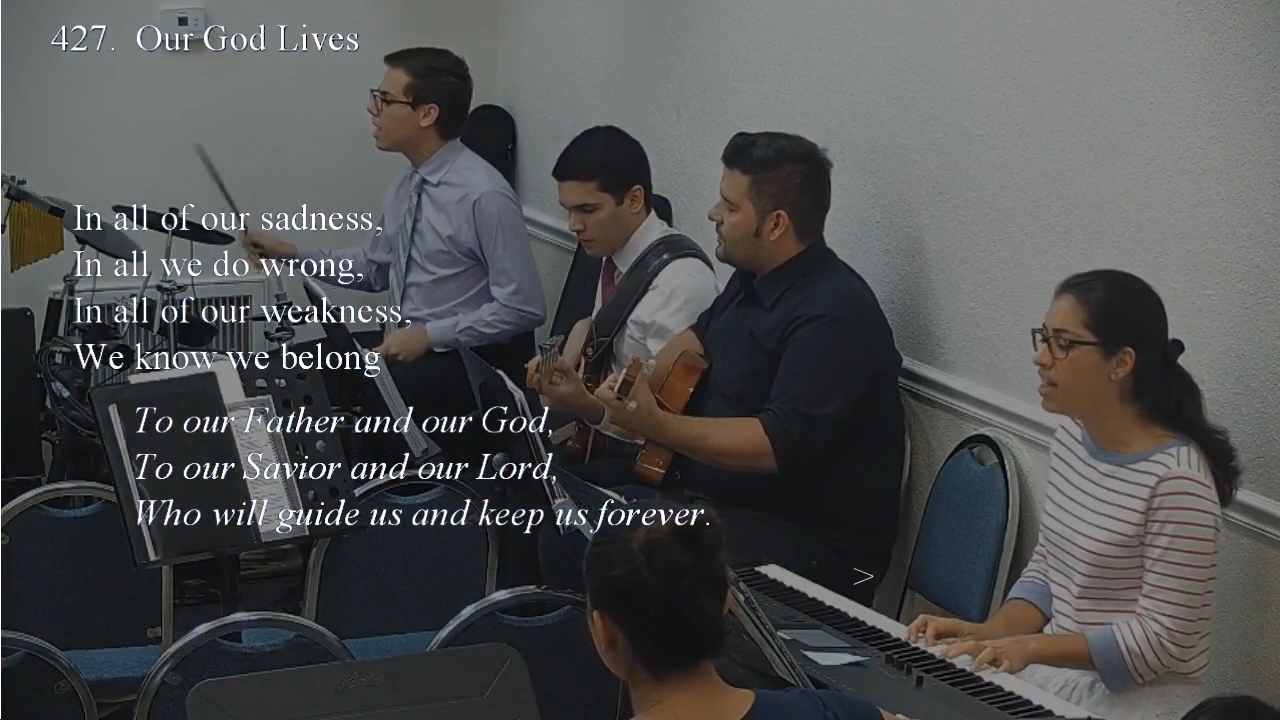 427. Our God Lives
In all of our sadness,
In all we do wrong,
In all of our weakness,
We know we belong
To our Father and our God,
To our Savior and our Lord,
Who will guide us and keep us forever.
>